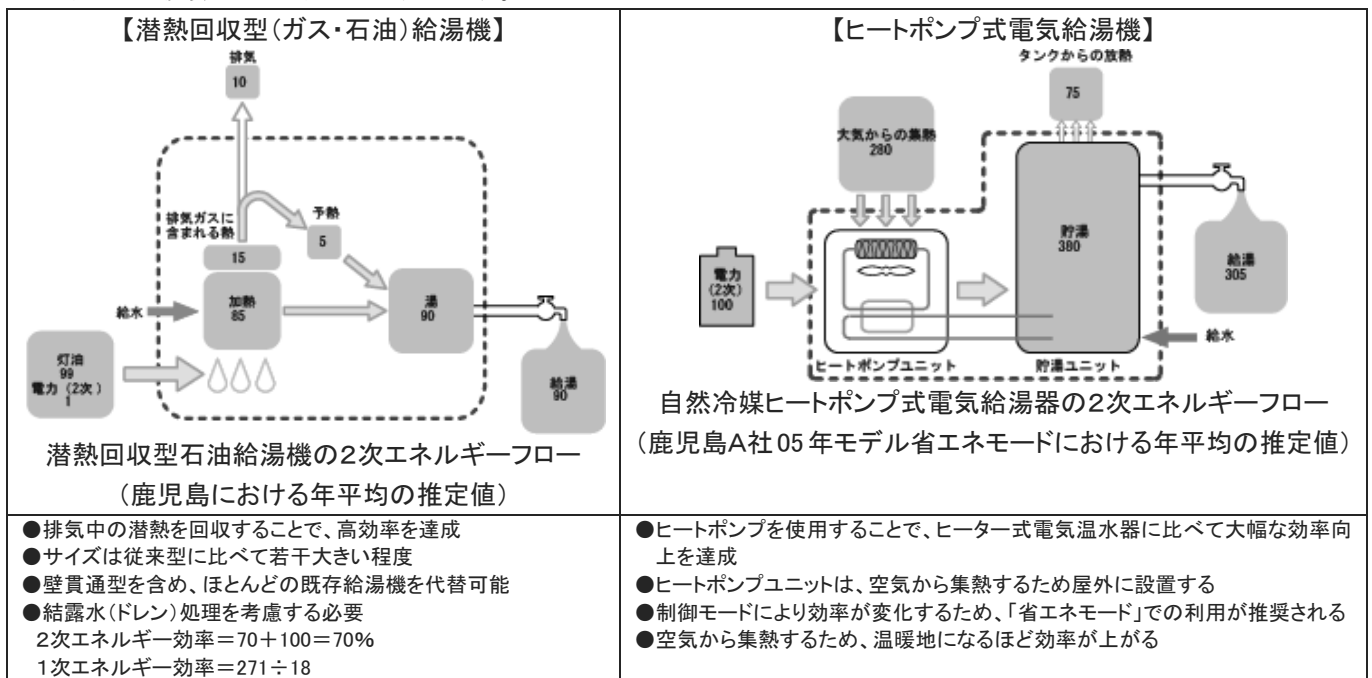 【潜熱回収型(ガス・石油)給湯機】
排気
10
排気ガスに
含まれる熱
15
予熱
5
給水
加熱
85
湯
90
灯油
99
電力(2次)
1
給湯
90
潜熱回収型石油給湯機の2次エネルギーフロー
(鹿児島における年平均の推定値)
【ヒートポンプ式電気給湯機】
タンクからの放熱
75
大気からの集熱
280
電力
(2次)
100
貯湯
380
給湯
305
給水
ヒートポンプユニット
貯湯ユニット
自然冷媒ヒートポンプ式電気給湯器の2次エネルギーフロー
(鹿児島A社05年モデル省エネモードにおける年平均の推定値)
●排気中の潜熱を回収することで、高効率を達成
●サイズは従来型に比べて若干大きい程度
●壁貫通型を含め、ほとんどの既存給湯機を代替可能
●結露水(ドレン)処理を考慮する必要
2次エネルギー効率=70+100=70%
1次エネルギー効率=271÷18
●ヒートポンプを使用することで、ヒーター式電気温水器に比べて大幅な効率向
上を達成
●ヒートポンプユニットは、空気から集熱するため屋外に設置する
●制御モードにより効率が変化するため、「省エネモード」での利用が推奨される
●空気から集熱するため、温暖地になるほど効率が上がる